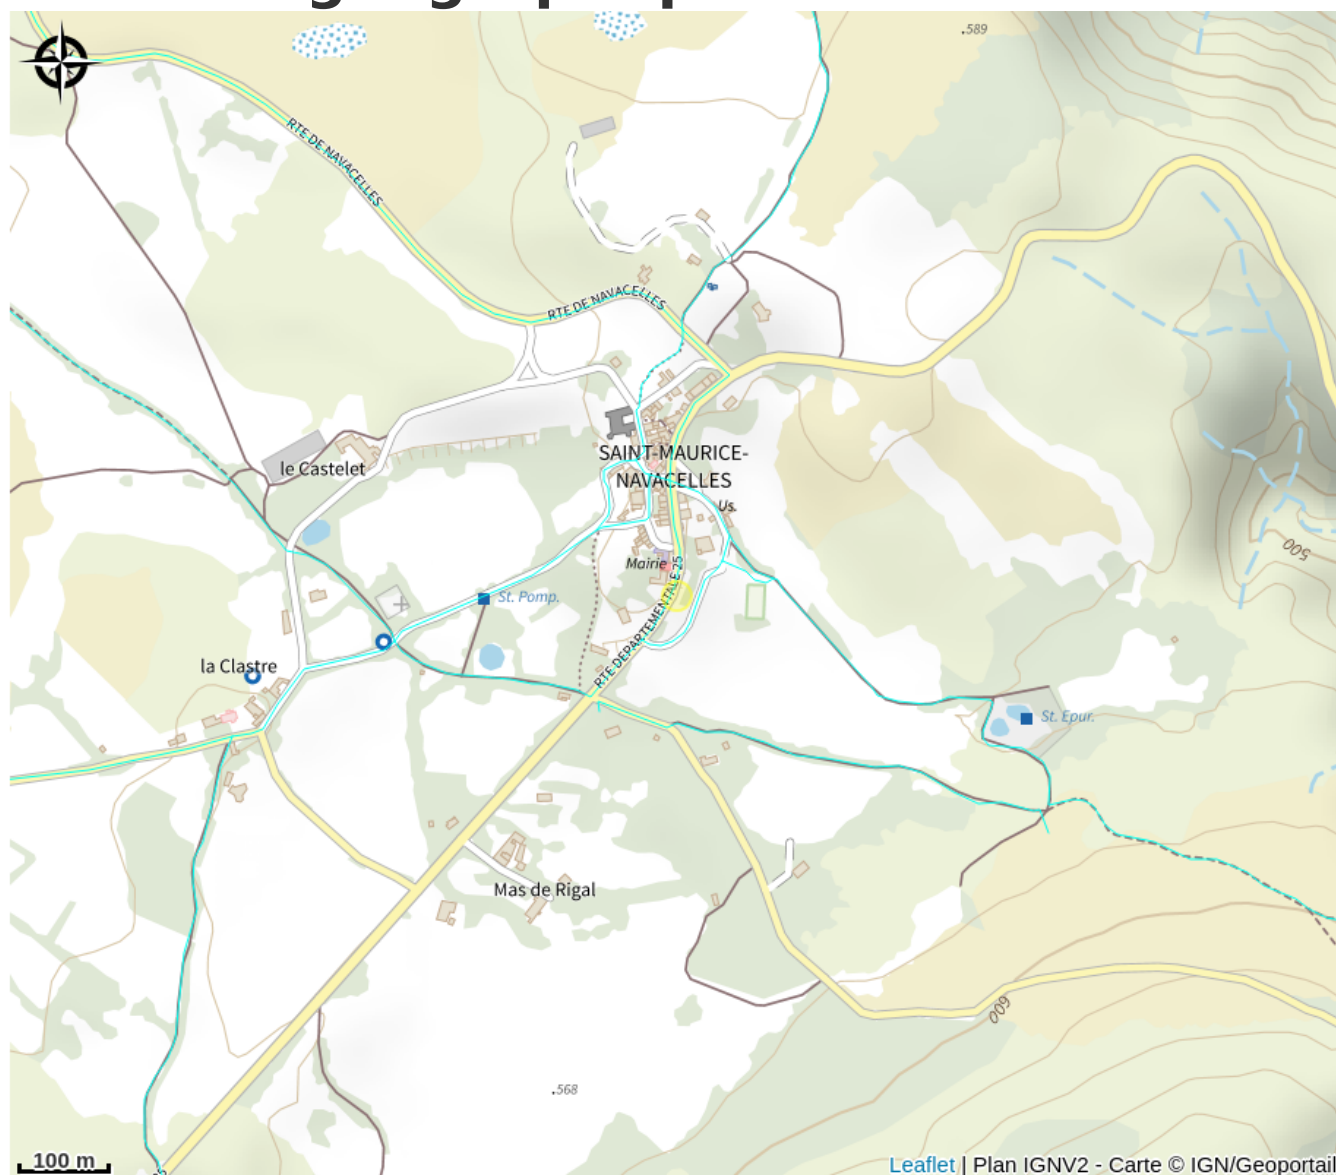 .589
RTE DE NAVACELLES
RTE DE NAVACELLES
SAINT-MAURICE-
NAVACELLES
le Castelet
Us.
500
Mairie
St. Pomp.
RTE DEPARTEMENTALE 25
la Clastre
St. Epur.
Mas de Rigal
600
.568
100 m
Leaflet | Plan IGNV2 - Carte © IGN/Geoportail